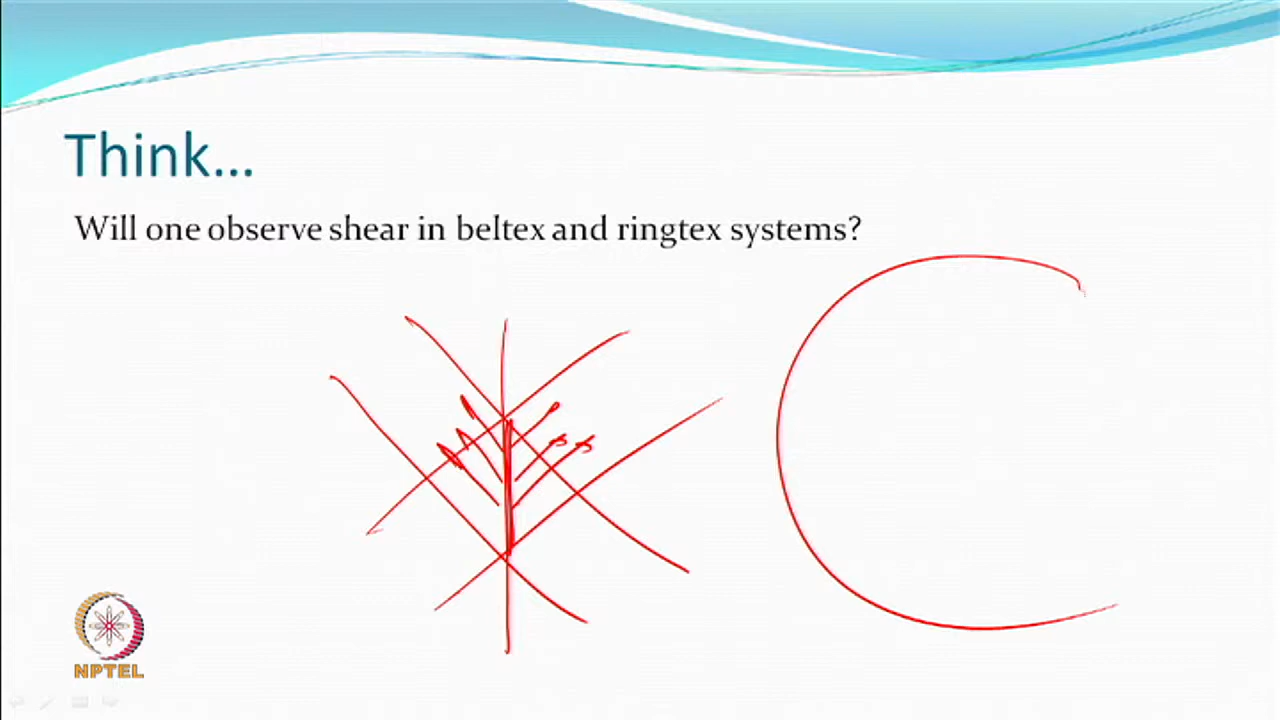 Think...
Will one observe shear in beltex and ringtex systems?
NPTEL